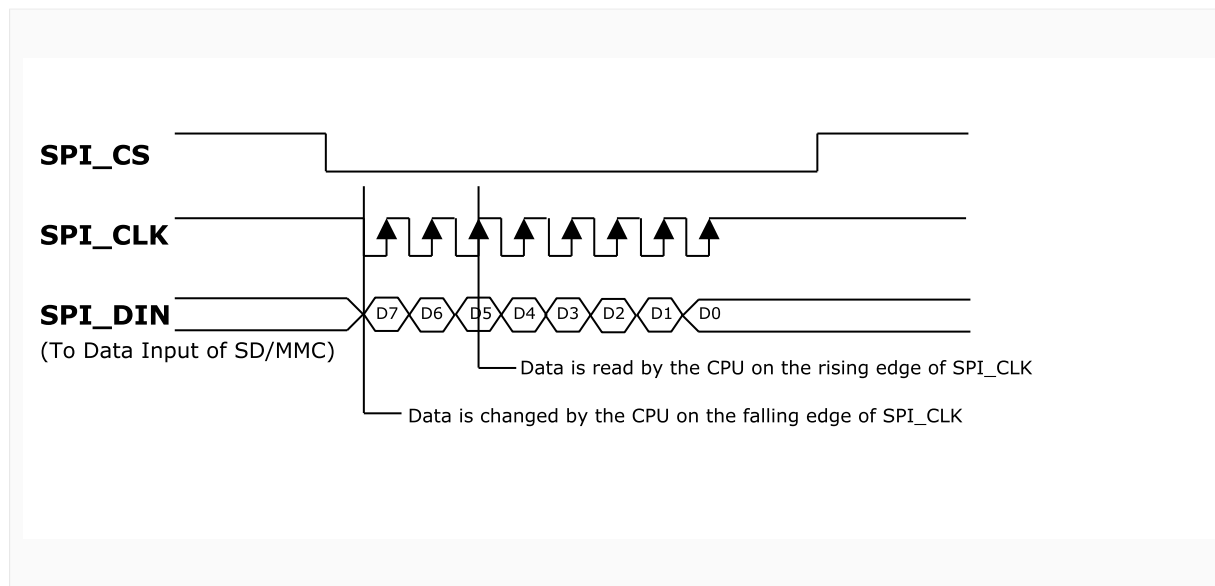 SPI_CS
SPI_CLK
SPI_DIN
D7 D6 D5 D4 D3 D2 D1 D0
(To Data Input of SD/MMC)
Data is read by the CPU on the rising edge of SPI_CLK
Data is changed by the CPU on the falling edge of SPI_CLK